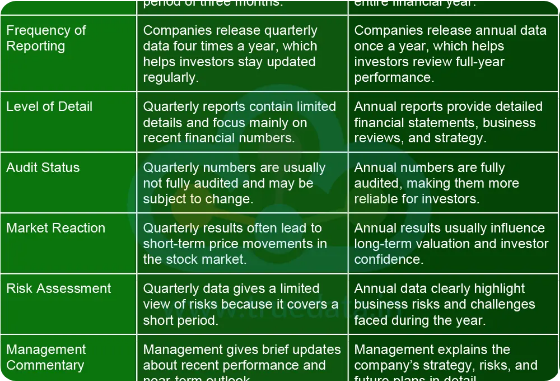 period of three months.
entire financial year.
Frequency of
Reporting
Companies release quarterly
data four times a year, which
helps investors stay updated
regularly.
Companies release annual data
once a year, which helps
investors review full-year
performance.
Level of Detail
Quarterly reports contain limited
details and focus mainly on
recent financial numbers.
Annual reports provide detailed
financial statements, business
reviews, and strategy.
Audit Status
Quarterly numbers are usually
not fully audited and may be
subject to change.
Annual numbers are fully
audited, making them more
reliable for investors.
Market Reaction
Quarterly results often lead to
short-term price movements in
the stock market.
Annual results usually influence
long-term valuation and investor
confidence.
Risk Assessment
Quarterly data gives a limited
view of risks because it covers a
short period.
Annual data clearly highlight
business risks and challenges
faced during the year.
Management
Commentary
Management gives brief updates
about recent performance and
near-term outlook.
Management explains the
company's strategy, risks, and
future plans in detail.